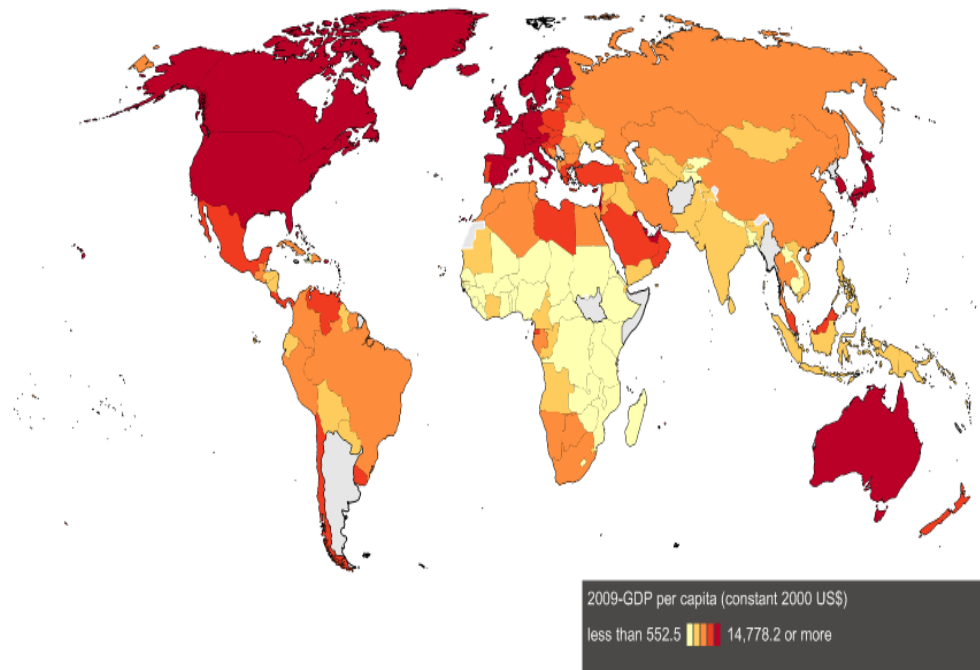 2009-GDP per capita (constant 2000 US$)
less than 552.5 14,778.2 or more